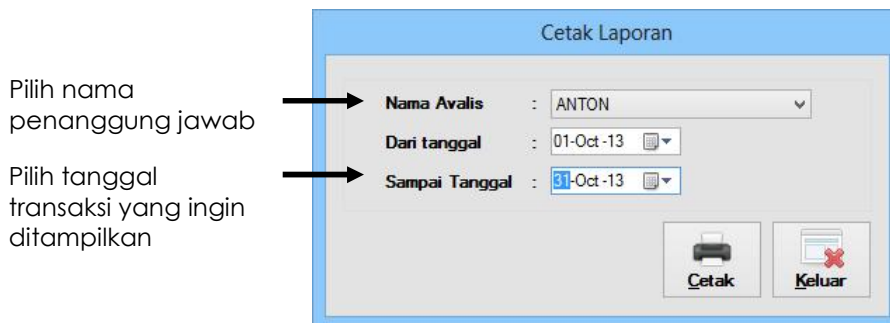 Cetak Laporan
Pilih nama
penanggung jawab
Nama Avalis : ANTON
Dari tanggal : 01-Oct -13
Pilih tanggal
transaksi yang ingin
ditampilkan
Sampai Tanggal : 31-Oct -13
Cetak
Keluar